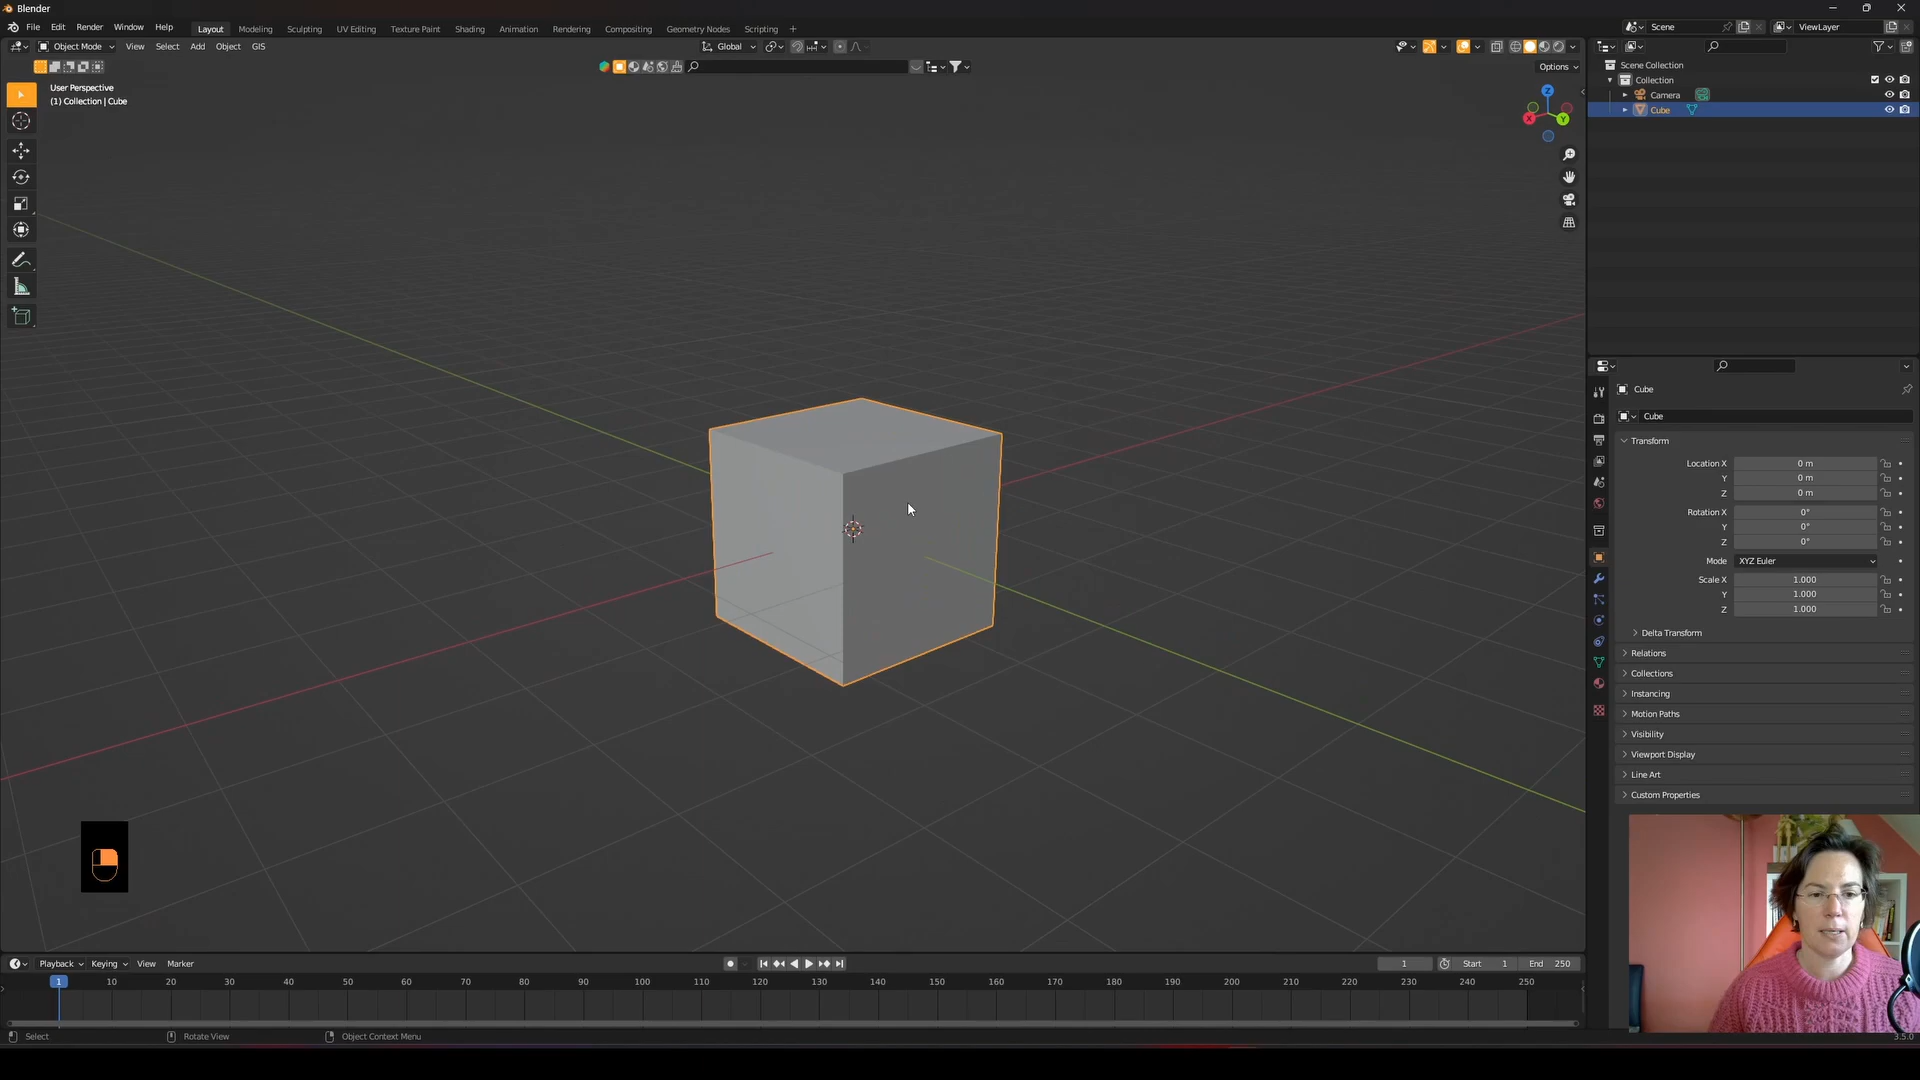 Blender
File Edit Render Window Help Layout Modeling Sculpting UV Editing Texture Paint Shading Animation Rendering Compositing Geometry Nodes Scripting + Scene ViewLayer
Object Mode View Select Add Object GIS Global
Options
User Perspective
(1) Collection | Cube
Z
X Y
Scene Collection
Collection
Camera
Cube
Cube
Cube
Transform
Location X 0 m
Y 0 m
Z 0 m
Rotation X 0°
Y 0°
Z 0°
Mode XYZ Euler
Scale X 1.000
Y 1.000
Z 1.000
Delta Transform
Relations
Collections
Instancing
Motion Paths
Visibility
Viewport Display
Line Art
Custom Properties
Playback Keying View Marker 1 Start 1 End 250
1 10 20 30 40 50 60 70 80 90 100 110 120 130 140 150 160 170 180 190 200 210 220 230 240 250
Select Rotate View Object Context Menu 3.5.0